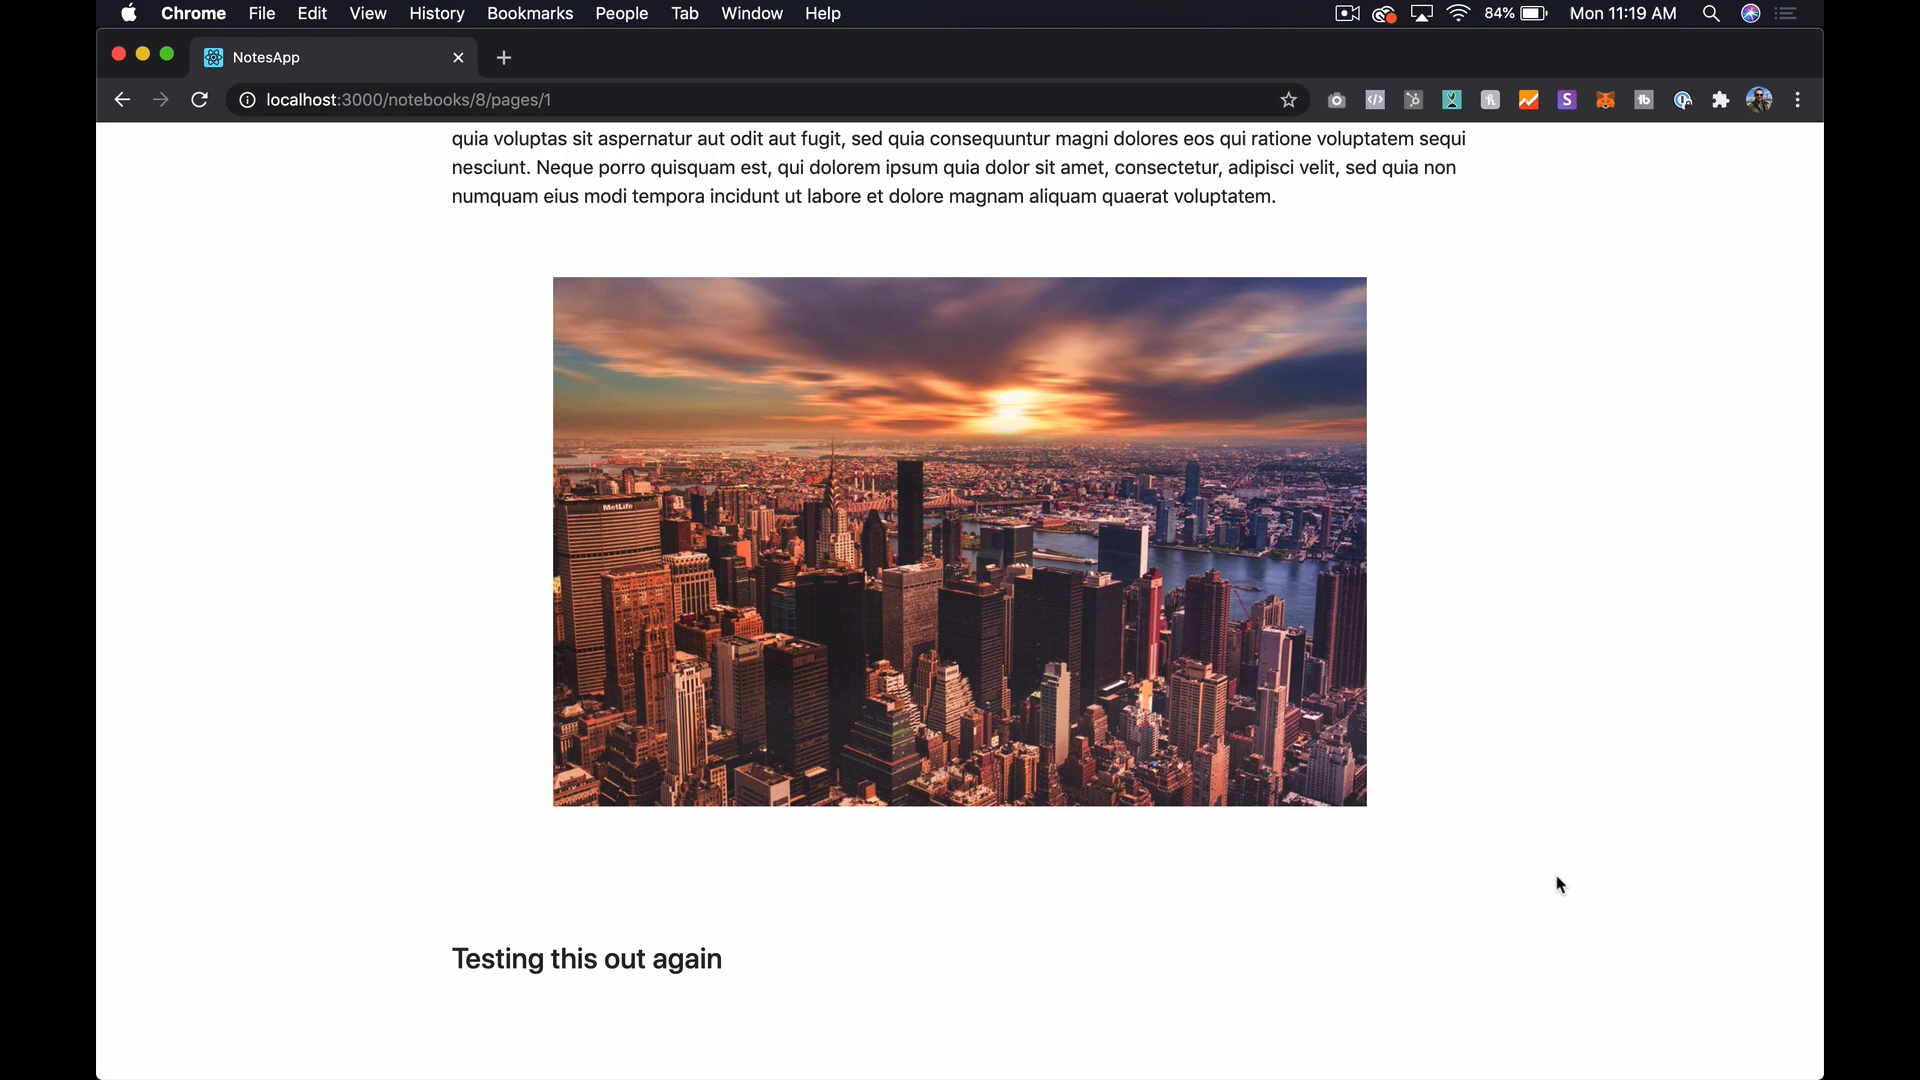 Chrome File Edit View History Bookmarks People Tab Window Help 84% Mon 11:19 AM
NotesApp
localhost:3000/notebooks/8/pages/1
quia voluptas sit aspernatur aut odit aut fugit, sed quia consequuntur magni dolores eos qui ratione voluptatem sequi
nesciunt. Neque porro quisquam est, qui dolorem ipsum quia dolor sit amet, consectetur, adipisci velit, sed quia non
numquam eius modi tempora incidunt ut labore et dolore magnam aliquam quaerat voluptatem.
MetLife
Testing this out again